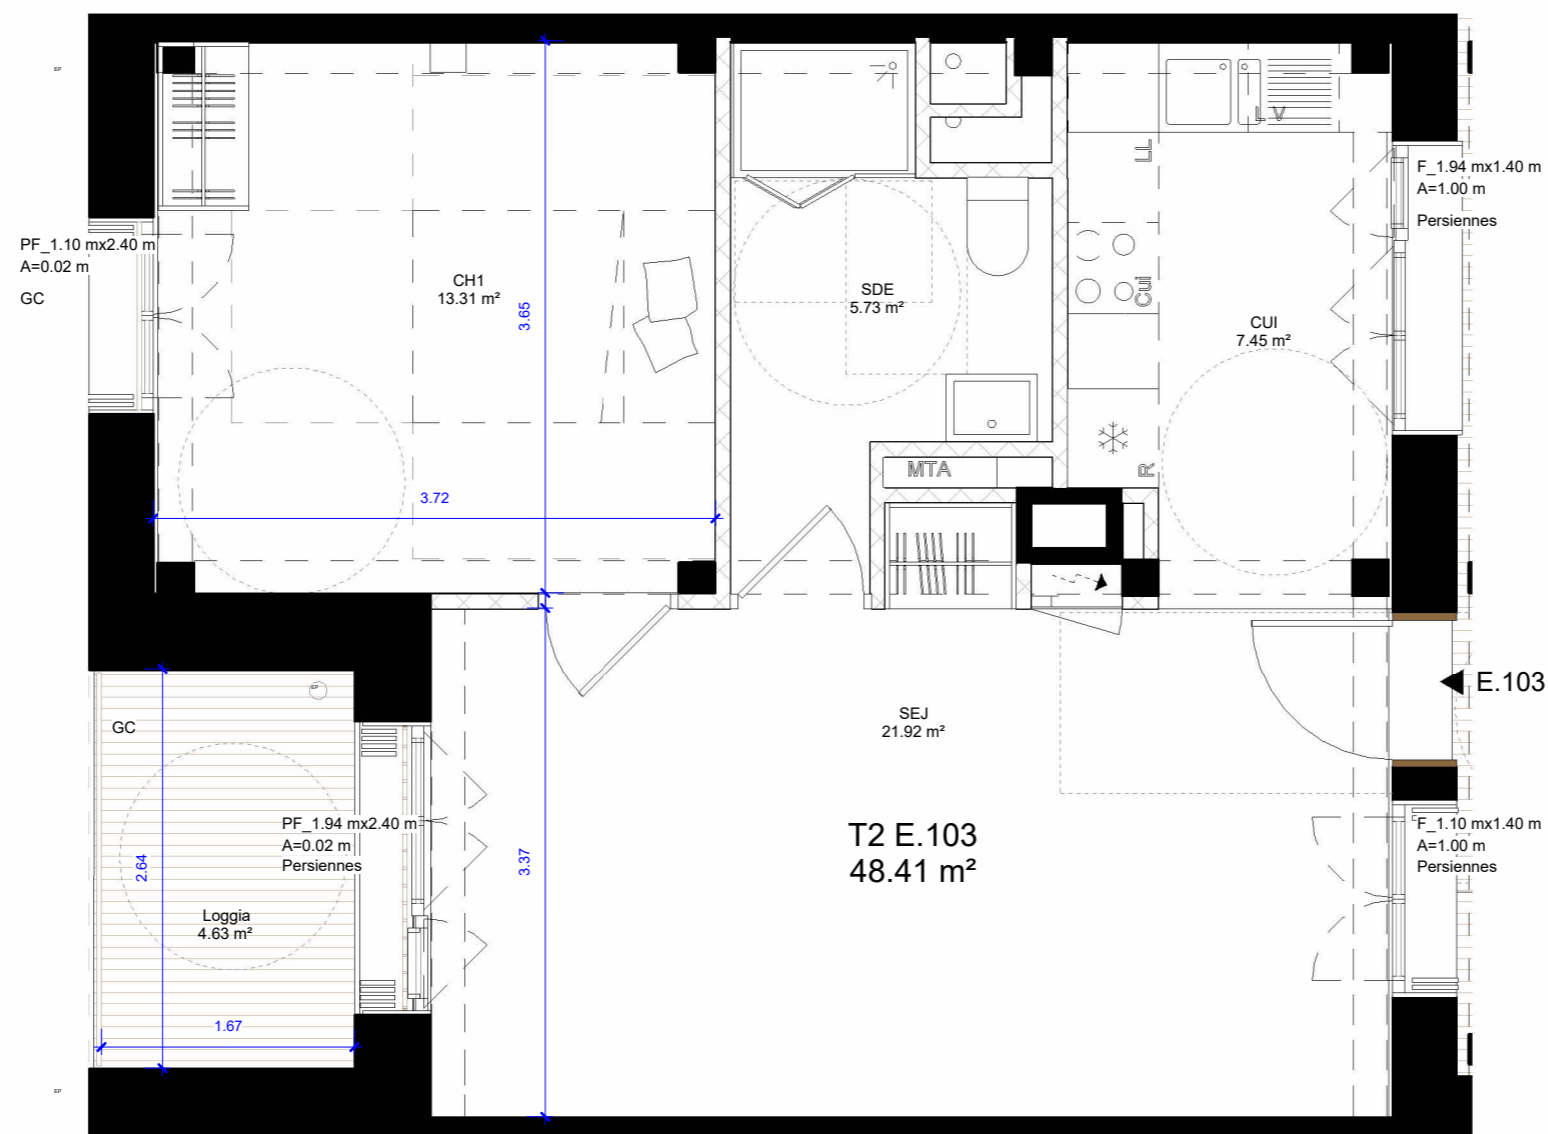 EP
F_1.94 mx1.40 m
A=1.00 m
Persiennes
L V
LL
PF_1.10 mx2.40 m
A=0.02 m
GC
CH1
13.31 m²
3.65
SDE
5.73 m²
Cui
CUI
7.45 m²
MTA
R
3.72
EP
E.103
GC
SEJ
21.92 m²
PF_1.94 mx2.40 m
A=0.02 m
Persiennes
2.64
3.37
T2 E.103
48.41 m²
F_1.10 mx1.40 m
A=1.00 m
Persiennes
Loggia
4.63 m²
1.67
EP